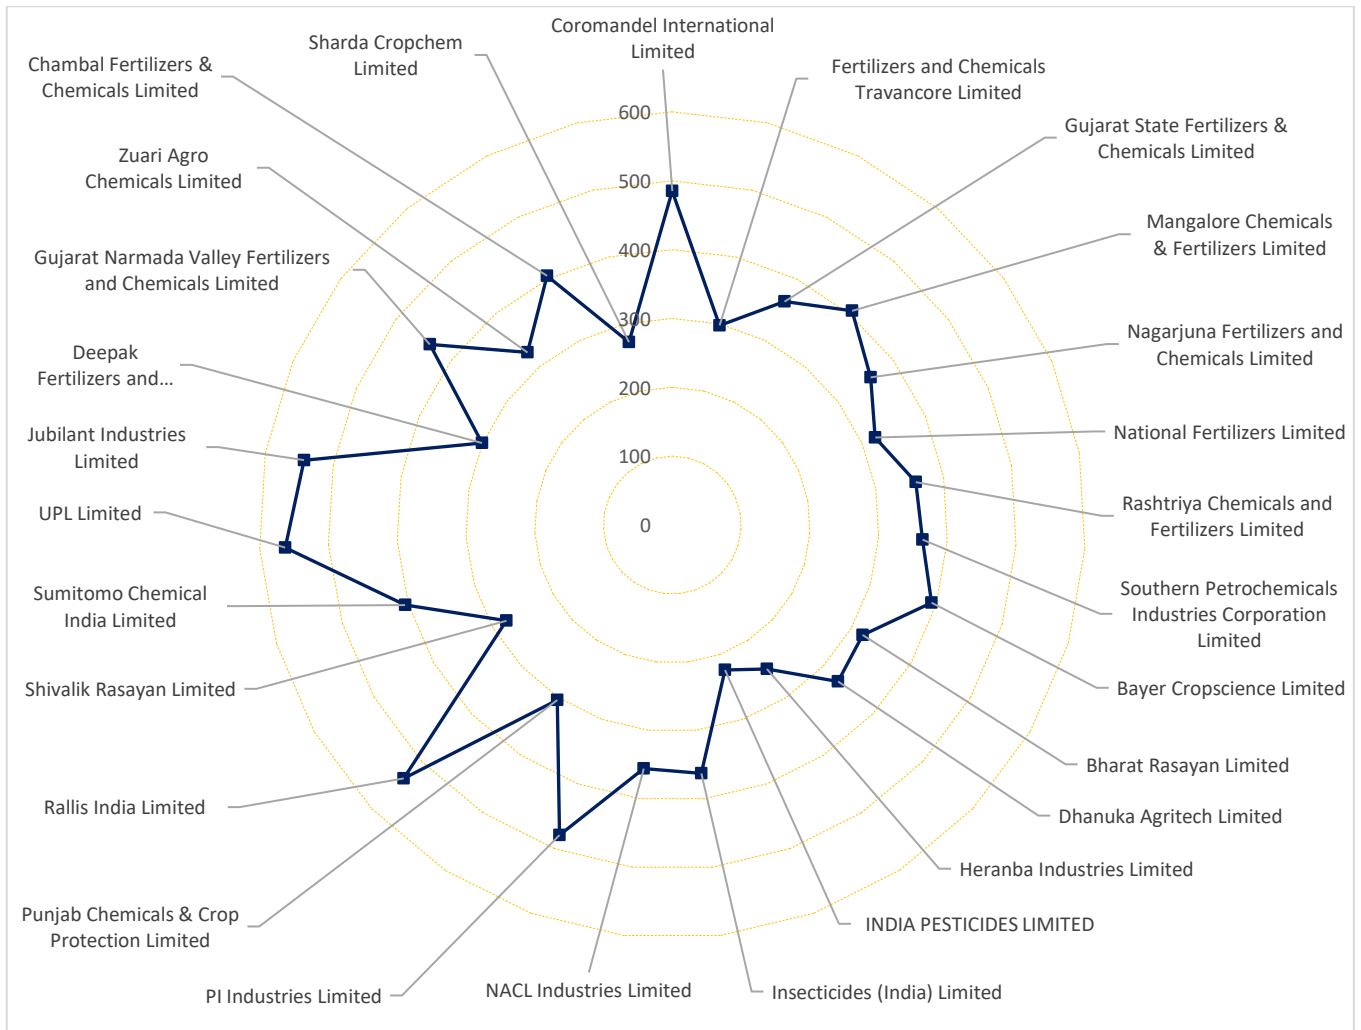 Coromandel International
Limited
Fertilizers and Chemicals
Travancore Limited
Gujarat State Fertilizers &
Chemicals Limited
Mangalore Chemicals
& Fertilizers Limited
Nagarjuna Fertilizers and
Chemicals Limited
National Fertilizers Limited
Rashtriya Chemicals and
Fertilizers Limited
Southern Petrochemicals
Industries Corporation
Limited
Bayer Cropscience Limited
Bharat Rasayan Limited
Dhanuka Agritech Limited
Heranba Industries Limited
INDIA PESTICIDES LIMITED
Insecticides (India) Limited
NACL Industries Limited
PI Industries Limited
Punjab Chemicals & Crop
Protection Limited
Rallis India Limited
Shivalik Rasayan Limited
Sumitomo Chemical
India Limited
UPL Limited
Jubilant Industries
Limited
Deepak
Fertilizers and...
Gujarat Narmada Valley Fertilizers
and Chemicals Limited
Zuari Agro
Chemicals Limited
Chambal Fertilizers &
Chemicals Limited
Sharda Cropchem
Limited
600
500
400
300
200
100
0